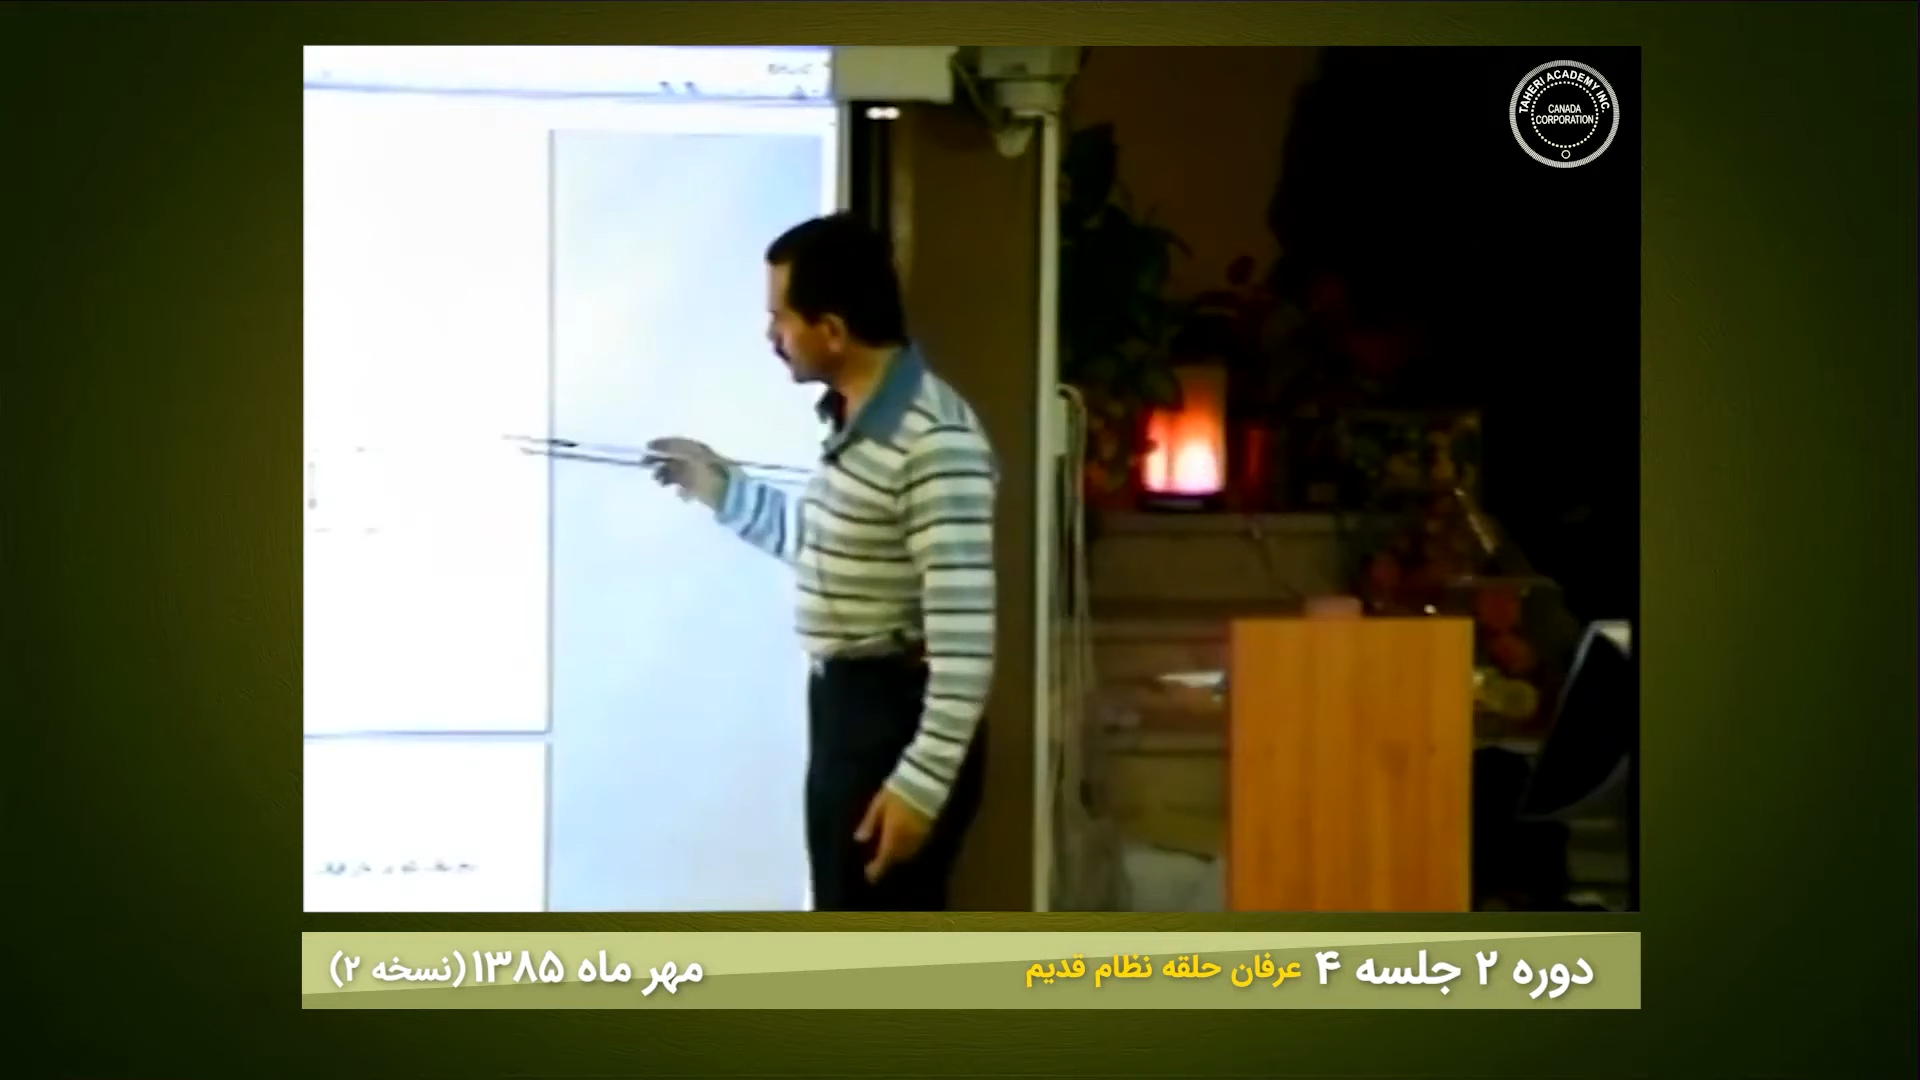 TAHERI ACADEMY INC.
CANADA
CORPORATION
دوره ۲ جلسه ۴ عرفان حلقه نظام قدیم
مهر ماه ۱۳۸۵ (نسخه ۲)